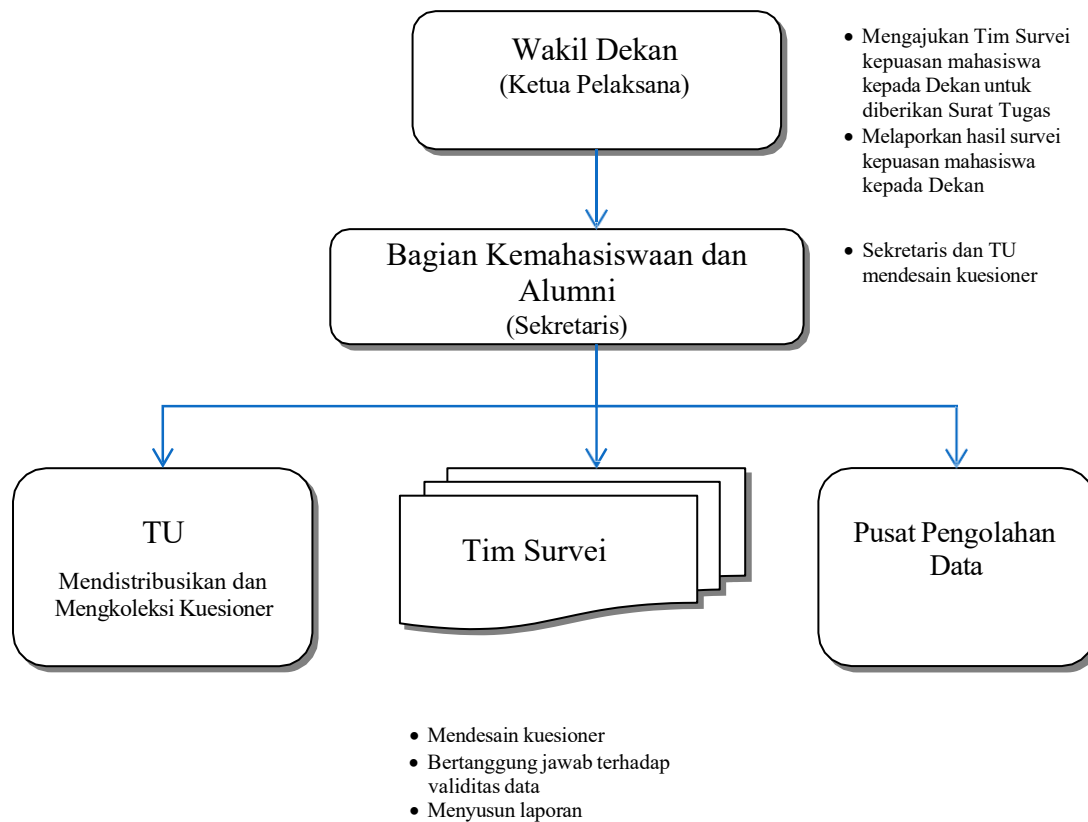 Wakil Dekan
(Ketua Pelaksana)
• Mengajukan Tim Survei
kepuasan mahasiswa
kepada Dekan untuk
diberikan Surat Tugas
• Melaporkan hasil survei
kepuasan mahasiswa
kepada Dekan
Bagian Kemahasiswaan dan
Alumni
(Sekretaris)
• Sekretaris dan TU
mendesain kuesioner
TU
Mendistribusikan dan
Mengkoleksi Kuesioner
Tim Survei
Pusat Pengolahan
Data
• Mendesain kuesioner
• Bertanggung jawab terhadap
validitas data
• Menyusun laporan